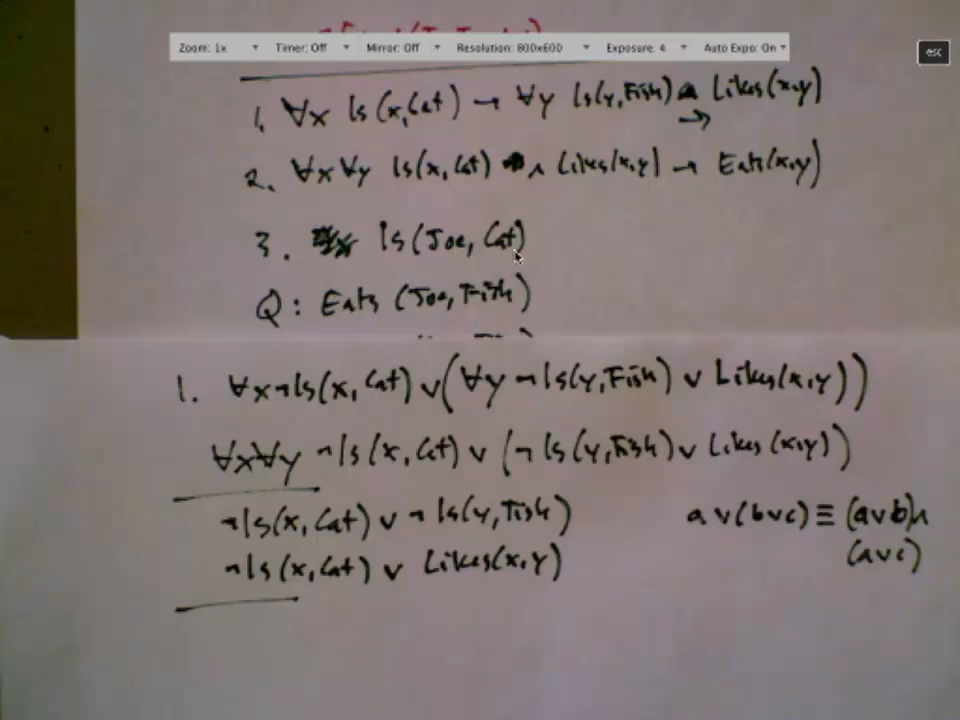 Zoom: 1x Timer: Off Mirror: Off Resolution: 800x600 Exposure: 4 Auto Expo: On
esc
1. ∀x Is(x,Cat) → ∀y Is(y,Fish) → Likes(x,y)
2. ∀x∀y Is(x,Cat) ∧ Likes(x,y) → Eats(x,y)
3. Is(Joe, Cat)
Q: Eats (Joe, Fish)
1. ∀x¬Is(x, Cat) ∨ (∀y ¬Is(y,Fish) ∨ Likes(x,y))
∀x∀y ¬Is(x, Cat) ∨ (¬Is(y,Fish) ∨ Likes(x,y))
¬Is(x, Cat) ∨ ¬Is(y,Fish)
a∨(b∨c) ≡ (a∨b)∧
¬Is(x, Cat) ∨ Likes(x,y)
(a∨c)